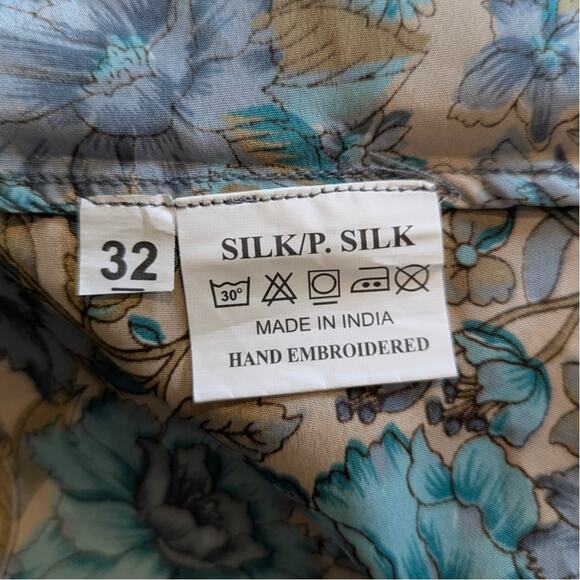 32
SILK/P. SILK
30°
MADE IN INDIA
HAND EMBROIDERED